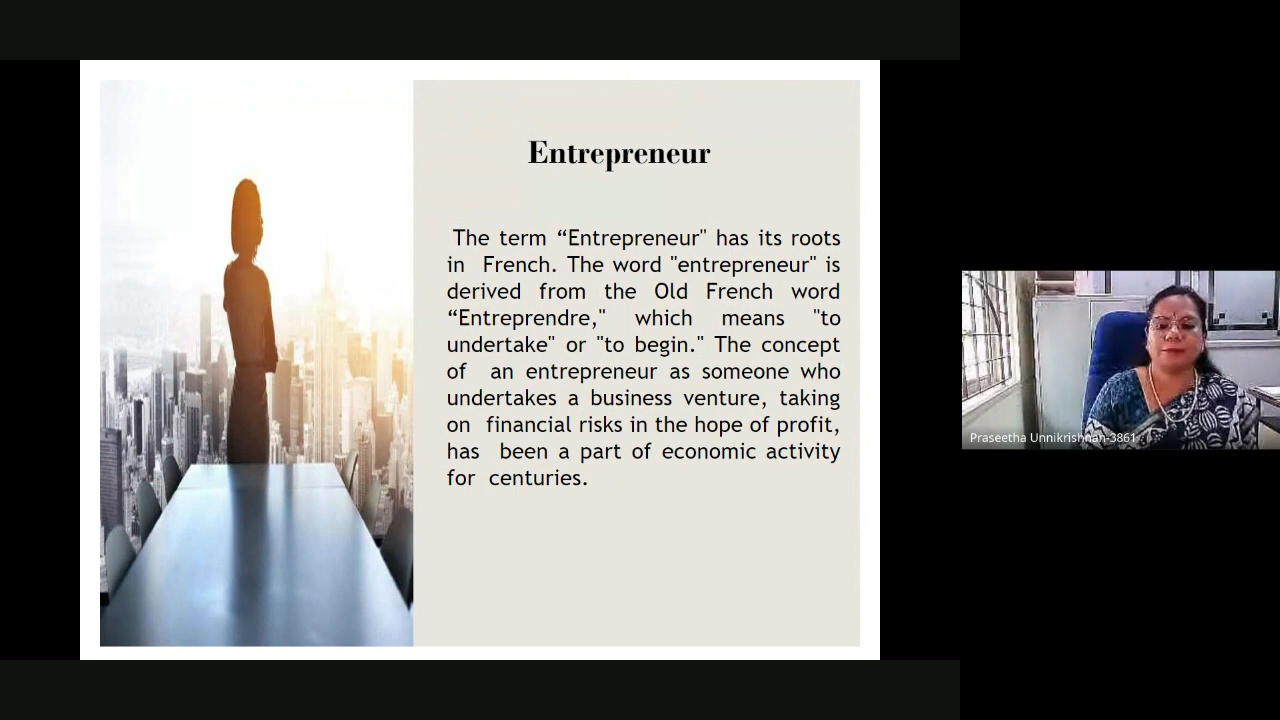 Entrepreneur
The term “Entrepreneur" has its roots
in French. The word "entrepreneur" is
derived from the Old French word
“Entreprendre," which means "to
undertake" or "to begin." The concept
of an entrepreneur as someone who
undertakes a business venture, taking
on financial risks in the hope of profit,
has been a part of economic activity
for centuries.
Praseetha Unnikrishnan-3861